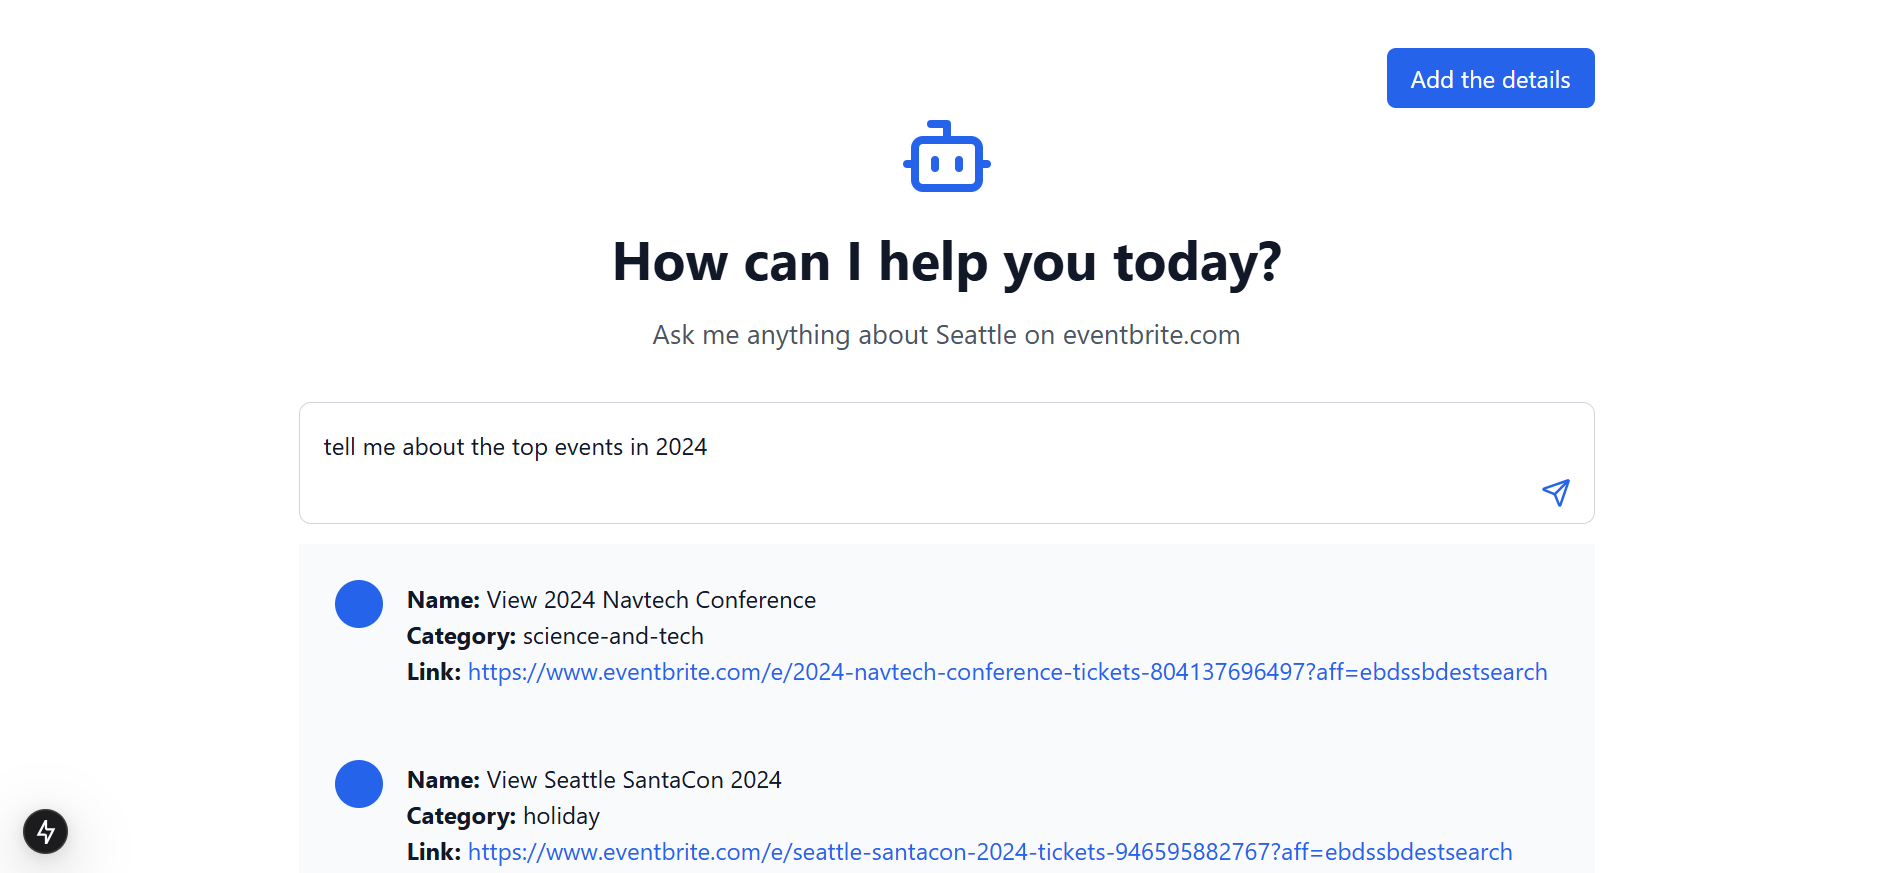 Add the details
How can I help you today?
Ask me anything about Seattle on eventbrite.com
tell me about the top events in 2024
Name: View 2024 Navtech Conference
Category: science-and-tech
Link: https://www.eventbrite.com/e/2024-navtech-conference-tickets-804137696497?aff=ebdssbdestsearch
Name: View Seattle SantaCon 2024
Category: holiday
Link: https://www.eventbrite.com/e/seattle-santacon-2024-tickets-946595882767?aff=ebdssbdestsearch